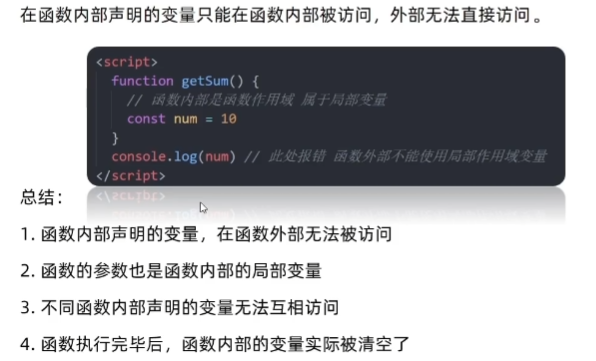 在函数内部声明的变量只能在函数内部被访问，外部无法直接访问。
<script>
function getSum() {
// 函数内部是函数作用域 属于局部变量
const num = 10
}
console.log(num) // 此处报错 函数外部不能使用局部作用域变量
</script>
总结：
1. 函数内部声明的变量，在函数外部无法被访问
2. 函数的参数也是函数内部的局部变量
3. 不同函数内部声明的变量无法互相访问
4. 函数执行完毕后，函数内部的变量实际被清空了